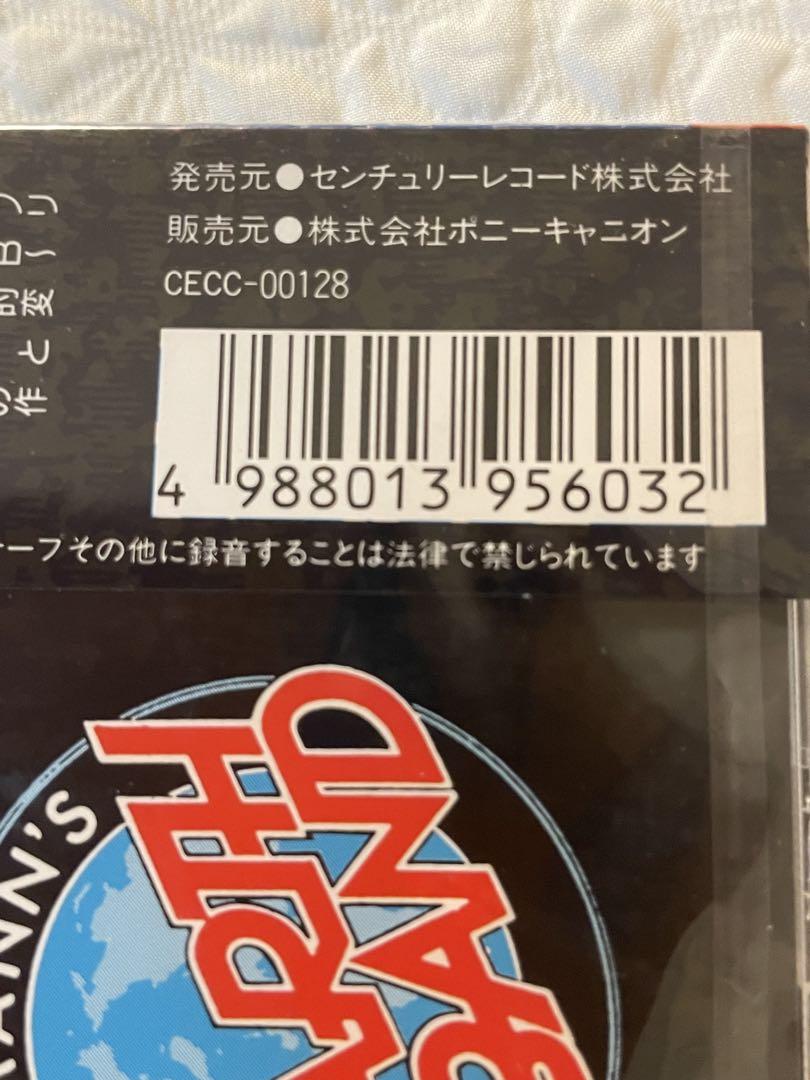 発売元●センチュリーレコード株式会社
販売元●株式会社ポニーキャニオン
CECC-00128
4 988013 956032
ープその他に録音することは法律で禁じられています
ANN'S
EARTH
BAND